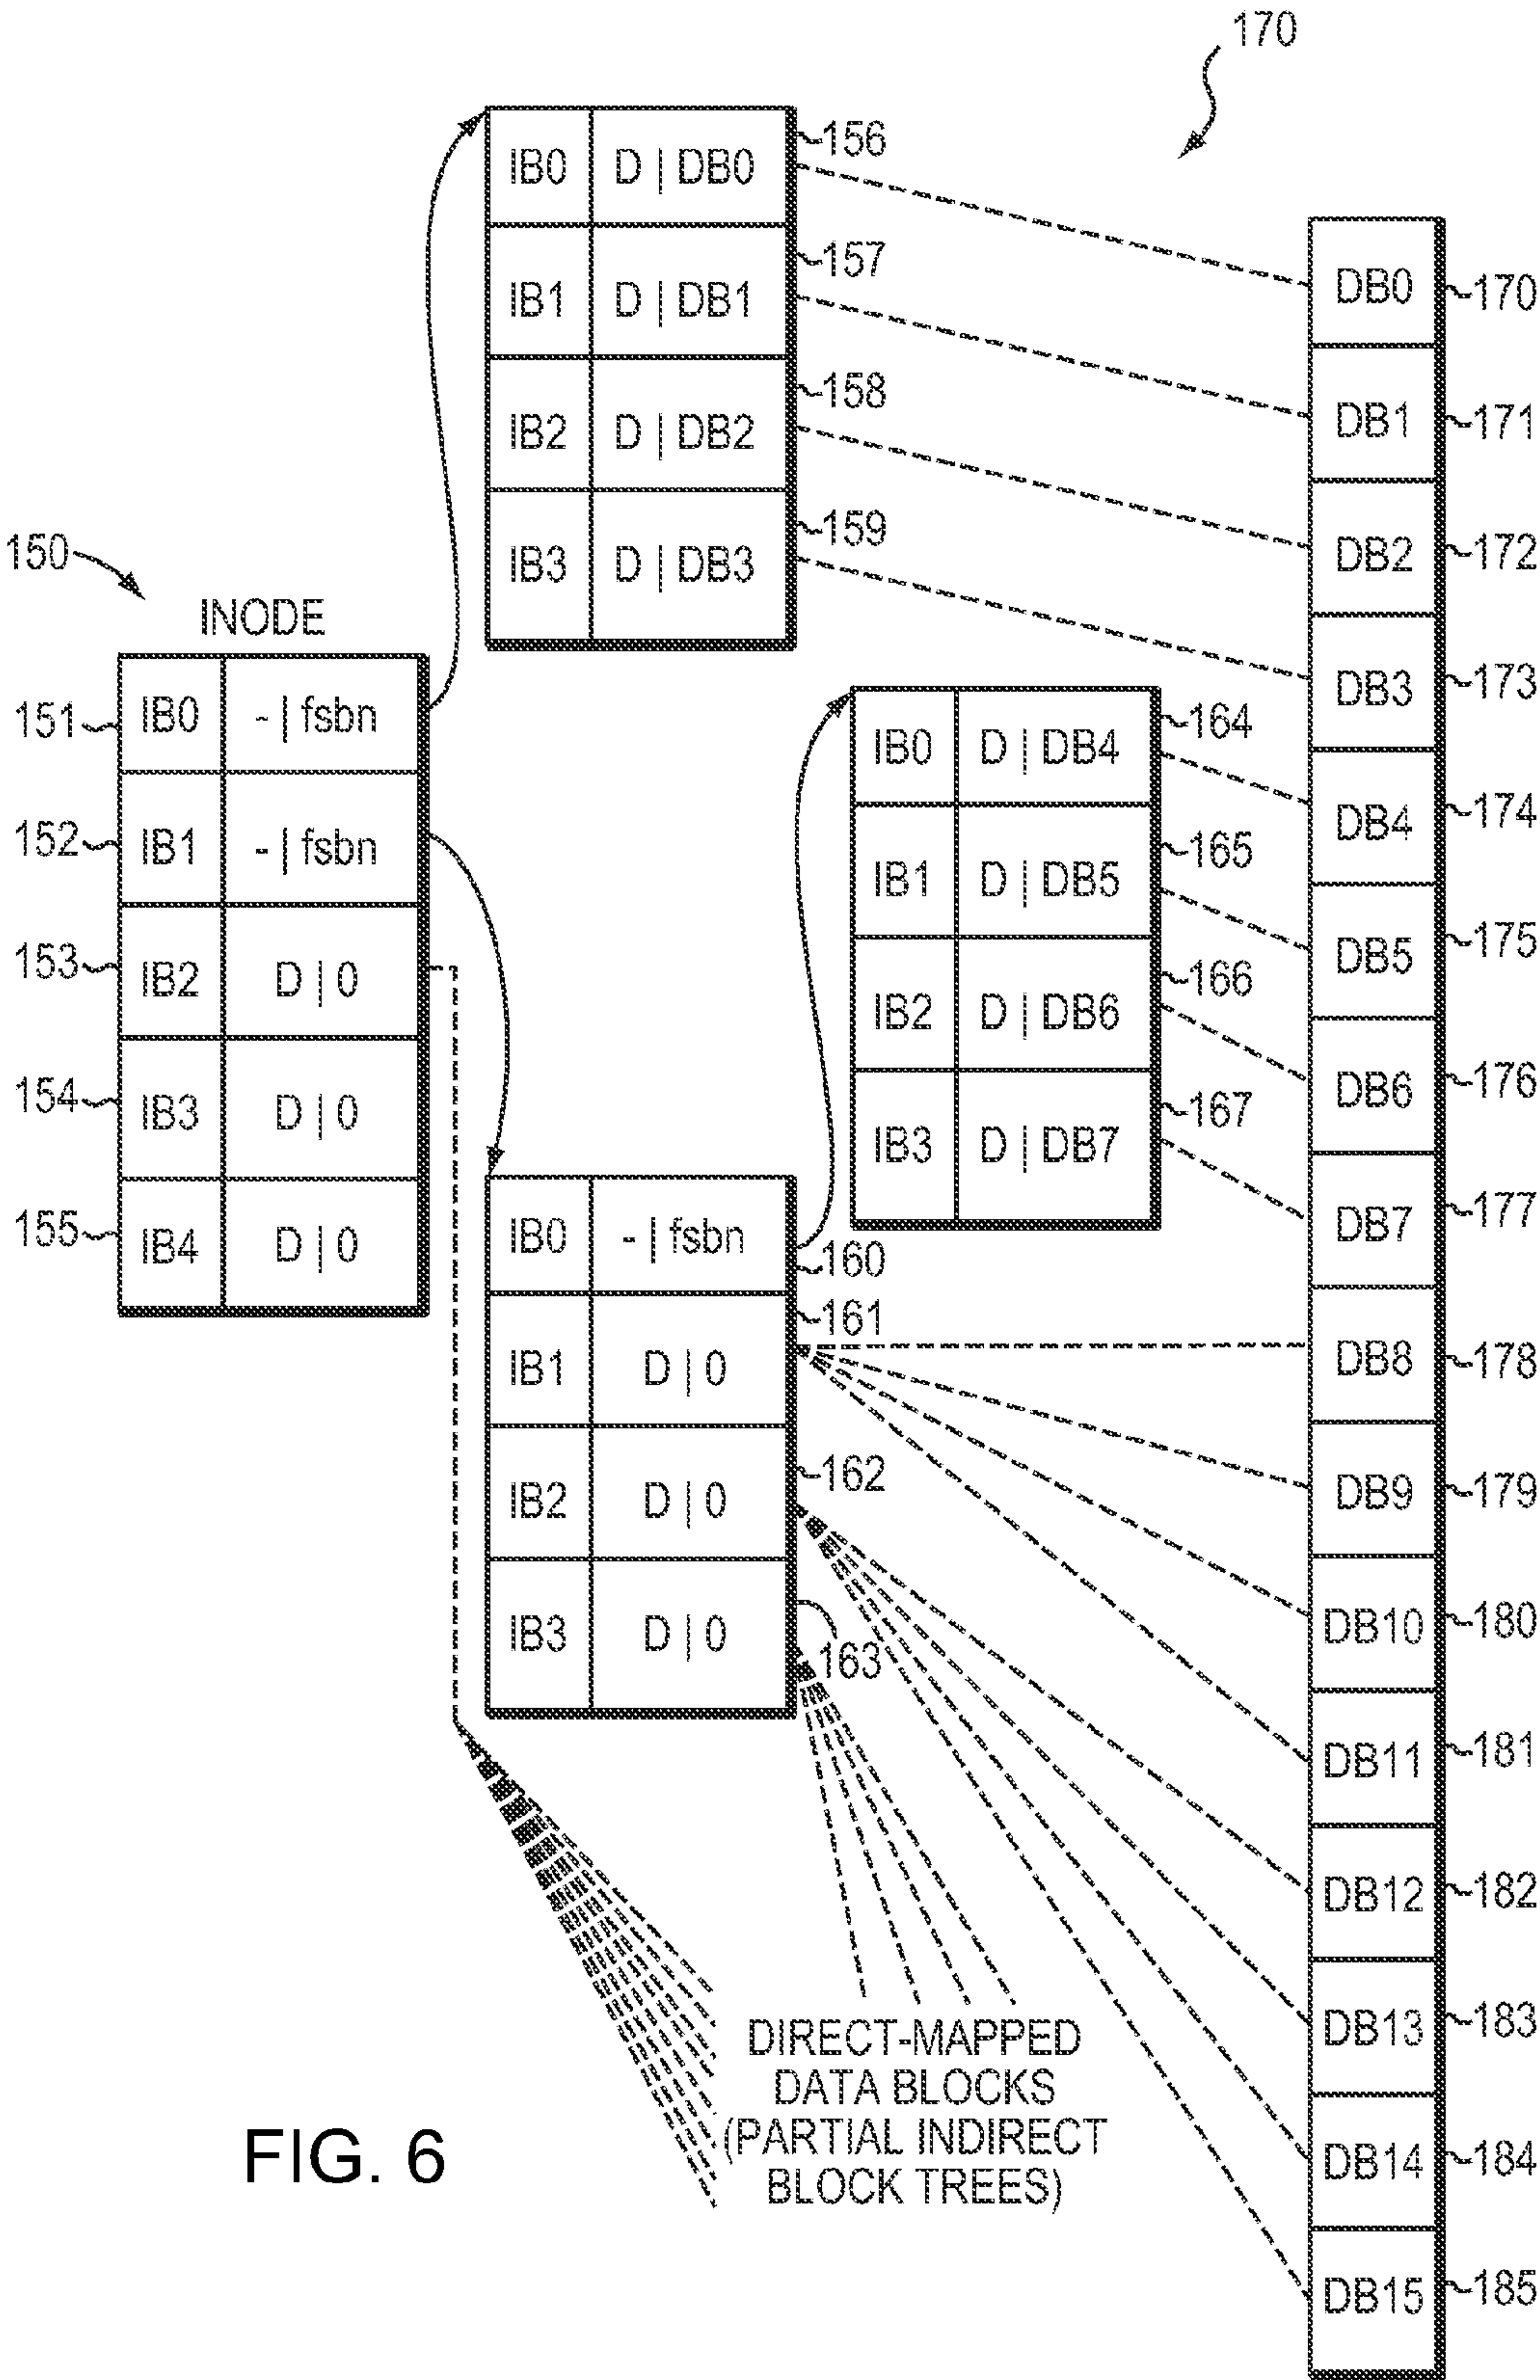 170
IB0 D | DB0 156
IB1 D | DB1 157
IB2 D | DB2 158
IB3 D | DB3 159
150
INODE
151 IB0 - | fsbn
152 IB1 - | fsbn
153 IB2 D | 0
154 IB3 D | 0
155 IB4 D | 0
IB0 D | DB4 164
IB1 D | DB5 165
IB2 D | DB6 166
IB3 D | DB7 167
IB0 - | fsbn 160
IB1 D | 0 161
IB2 D | 0 162
IB3 D | 0 163
DB0 170
DB1 171
DB2 172
DB3 173
DB4 174
DB5 175
DB6 176
DB7 177
DB8 178
DB9 179
DB10 180
DB11 181
DB12 182
DB13 183
DB14 184
DB15 185
DIRECT-MAPPED
DATA BLOCKS
(PARTIAL INDIRECT
BLOCK TREES)
FIG. 6